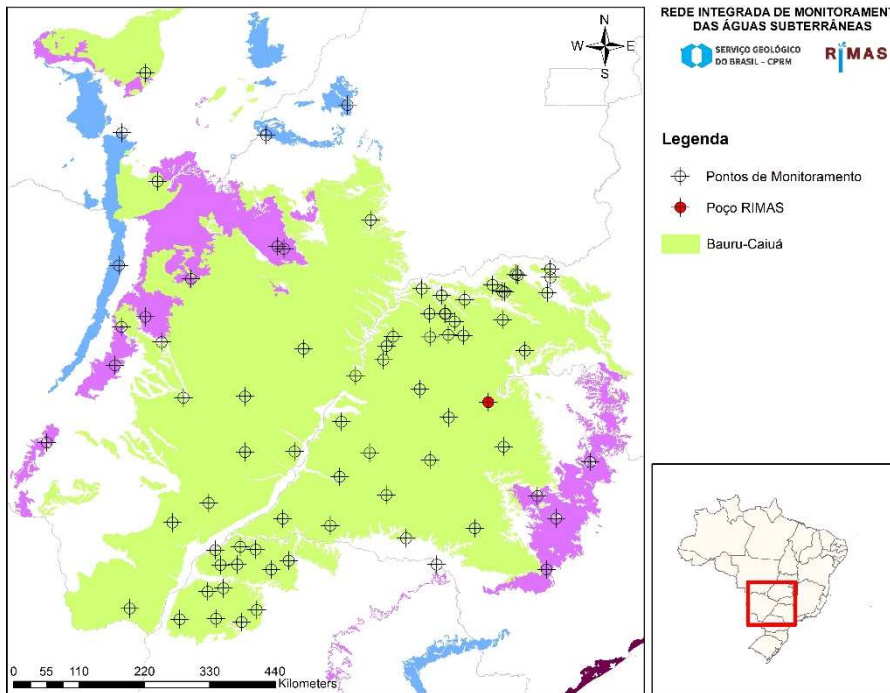 REDE INTEGRADA DE MONITORAMENT
DAS ÁGUAS SUBTERRÂNEAS
SERVIÇO GEOLÓGICO
DO BRASIL – CPRM
RIMAS
N
W E
S
Legenda
Pontos de Monitoramento
Poço RIMAS
Bauru-Caiuá
0 55 110 220 330 440
Kilometers